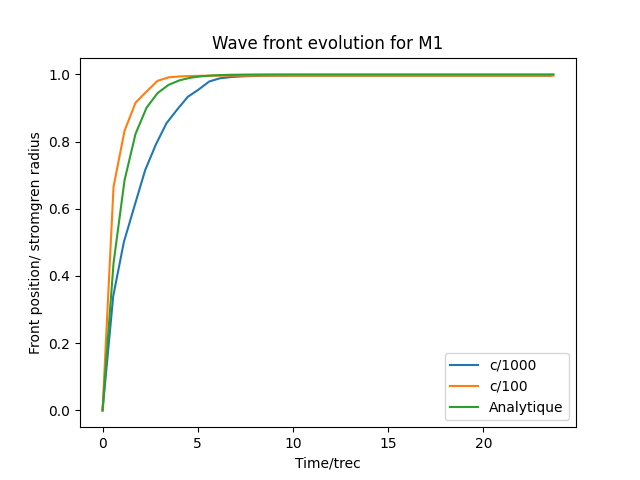 Wave front evolution for M1
Front position/ stromgren radius
1.0
0.8
0.6
0.4
0.2
0.0
c/1000
c/100
Analytique
0 5 10 15 20
Time/trec